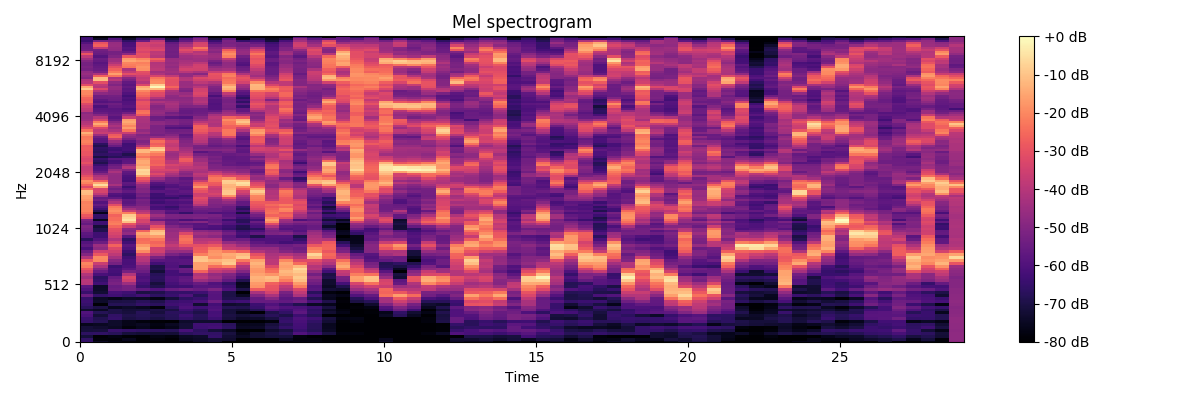 Mel spectrogram
+0 dB
8192
-10 dB
-20 dB
4096
-30 dB
Hz
2048
-40 dB
1024
-50 dB
-60 dB
512
-70 dB
0
-80 dB
0 5 10 15 20 25
Time